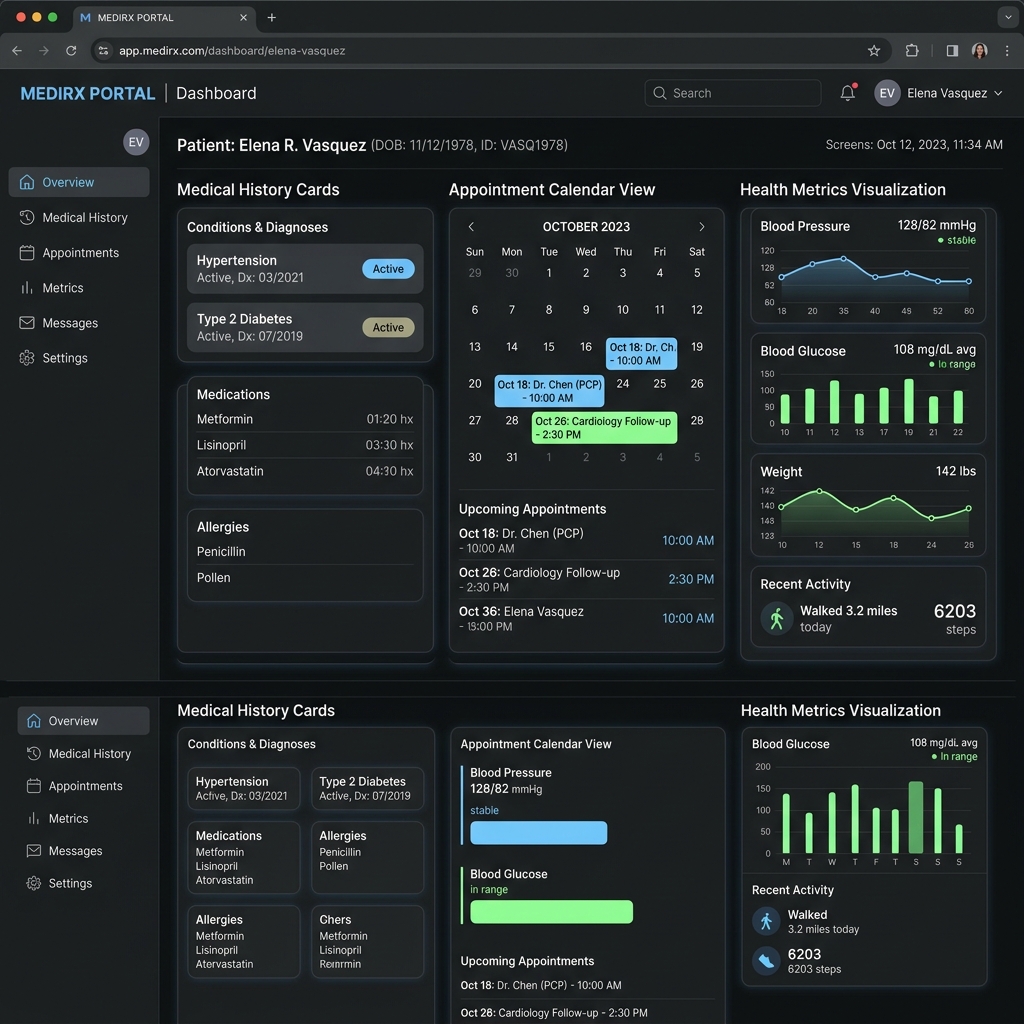 MEDIRX PORTAL
app.medirx.com/dashboard/elena-vasquez
MEDIRX PORTAL | Dashboard
Search
EV
Elena Vasquez
EV
Overview
Medical History
Appointments
Metrics
Messages
Settings
Patient: Elena R. Vasquez (DOB: 11/12/1978, ID: VASQ1978)
Screens: Oct 12, 2023, 11:34 AM
Medical History Cards
Conditions & Diagnoses
Hypertension
Active, Dx: 03/2021
Active
Type 2 Diabetes
Active, Dx: 07/2019
Active
Medications
Metformin 01:20 hx
Lisinopril 03:30 hx
Atorvastatin 04:30 hx
Allergies
Penicillin
Pollen
Appointment Calendar View
OCTOBER 2023
Sun Mon Tue Wed Thu Fri Sat
29 30 1 2 3 4 5
6 7 8 9 10 11 12
13 14 15 16 19
Oct 18: Dr. Ch.
- 10:00 AM
20 24 25 26
Oct 18: Dr. Chen (PCP)
- 10:00 AM
27 28 28
Oct 26: Cardiology Follow-up
- 2:30 PM
30 31 1 2 3 4 5
Upcoming Appointments
Oct 18: Dr. Chen (PCP)
- 10:00 AM
10:00 AM
Oct 26: Cardiology Follow-up
- 2:30 PM
2:30 PM
Oct 36: Elena Vasquez
PM
10:00 AM
Health Metrics Visualization
Blood Pressure
128/82 mmHg
stable
120
128
62
60
18 20 35 40 45 52 60
Blood Glucose
108 mg/dL avg
in range
150
100
50
0
10 11 12 13 17 19 21 22
Weight
142 lbs
142
140
143
123
10 12 15 18 24 26
Recent Activity
Walked 3.2 miles
today
6203
steps
Overview
Medical History
Appointments
Metrics
Messages
Settings
Medical History Cards
Conditions & Diagnoses
Hypertension
Active, Dx: 03/2021
Type 2 Diabetes
Active, Dx: 07/2019
Medications
Metformin
Lisinopril
Atorvastatin
Allergies
Penicillin
Pollen
Allergies
Metformin
Lisinopril
Atervastatin
Chers
Metformin
Lisinopril
Appointment Calendar View
Blood Pressure
128/82 mmHg
stable
Blood Glucose
in range
Upcoming Appointments
Oct 18: Dr. Chen (PCP) - 10:00 AM
Oct 28: Cardiology Follow-up - 2:30 PM
Health Metrics Visualization
Blood Glucose
108 mg/dL avg
In range
200
150
100
50
0
M T W T F T S S S
Recent Activity
Walked
3.2 miles today
6203
6203 steps